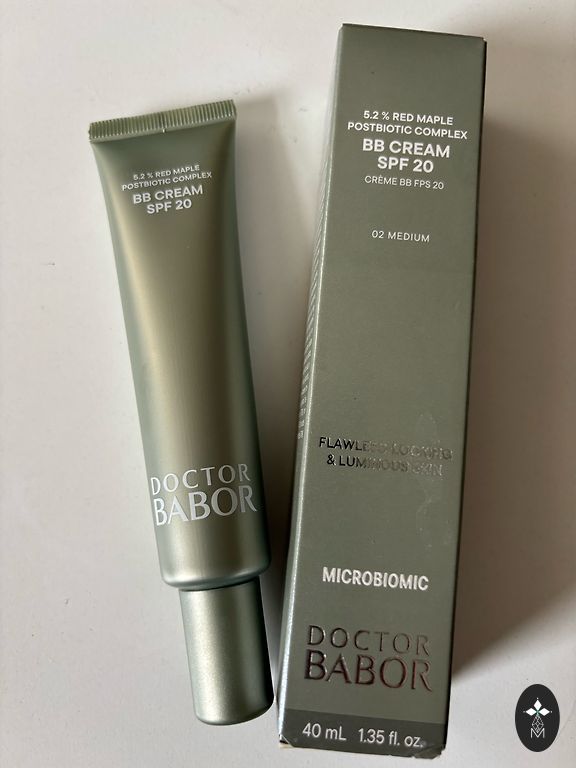 5.2 % RED MAPLE
POSTBIOTIC COMPLEX
BB CREAM
SPF 20
DOCTOR
BABOR
5.2 % RED MAPLE
POSTBIOTIC COMPLEX
BB CREAM
SPF 20
CRÈME BB FPS 20
02 MEDIUM
FLAWLESS-LOOKING
& LUMINOUS SKIN
MICROBIOMIC
DOCTOR
BABOR
40 mL 1.35 fl. oz.